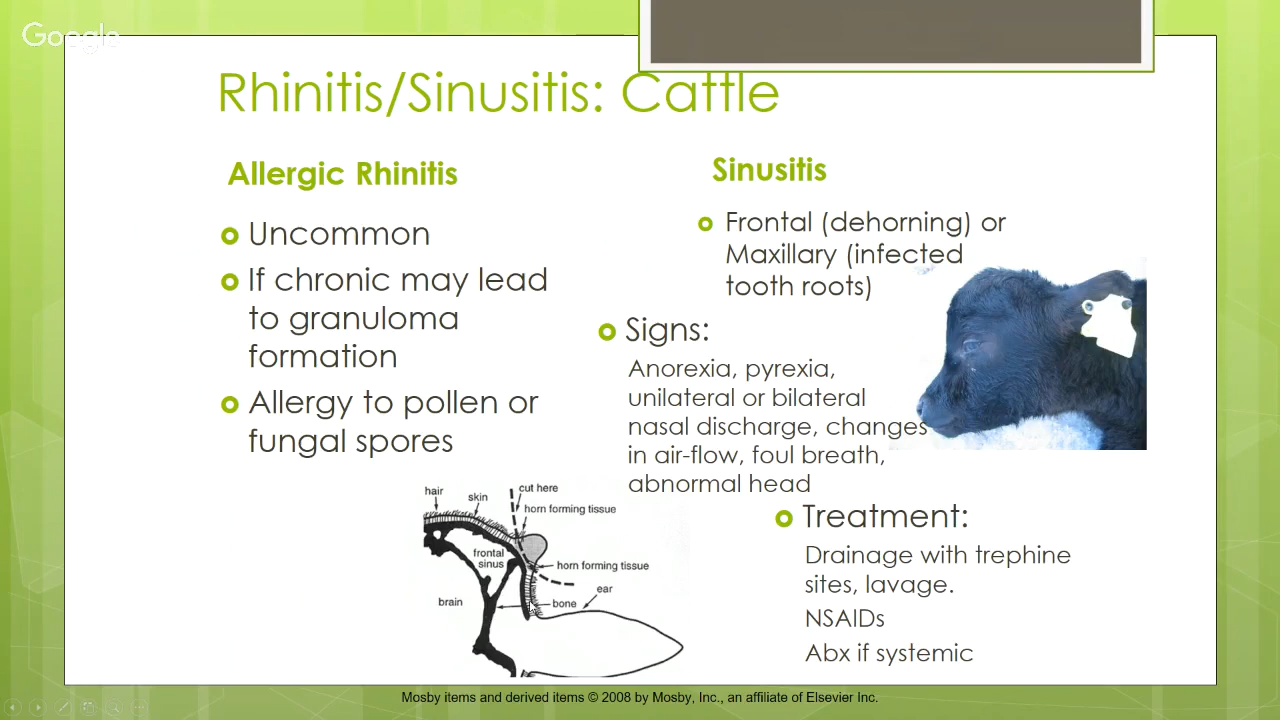 Google
Rhinitis/Sinusitis: Cattle
Allergic Rhinitis
Uncommon
If chronic may lead
to granuloma
formation
Allergy to pollen or
fungal spores
Sinusitis
Frontal (dehorning) or
Maxillary (infected
tooth roots)
Signs:
Anorexia, pyrexia,
unilateral or bilateral
nasal discharge, changes
in air-flow, foul breath,
abnormal head
Treatment:
Drainage with trephine
sites, lavage.
NSAIDs
Abx if systemic
hair
skin
cut here
horn forming tissue
frontal
sinus
horn forming tissue
ear
brain
bone
Mosby items and derived items © 2008 by Mosby, Inc., an affiliate of Elsevier Inc.